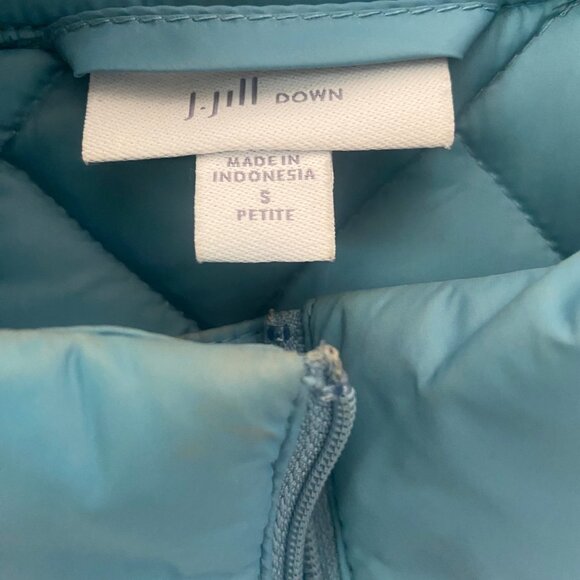 J.Jill DOWN
MADE IN
INDONESIA
S
PETITE